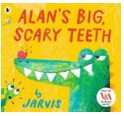 ALAN'S BIG,
SCARY TEETH
BY
JARVIS